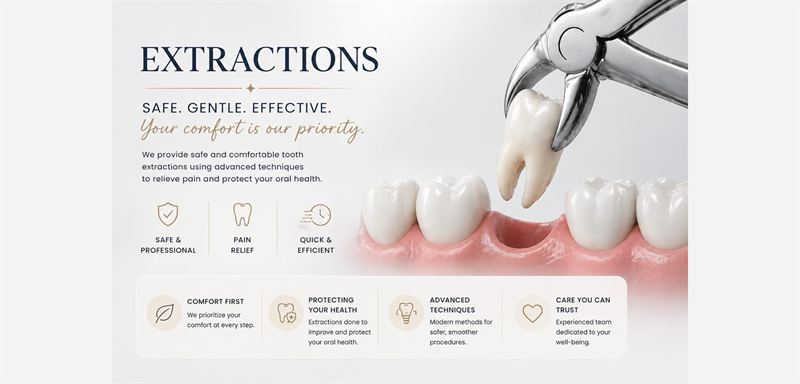 EXTRACTIONS
SAFE. GENTLE. EFFECTIVE.
Your comfort is our priority.
We provide safe and comfortable tooth
extractions using advanced techniques
to relieve pain and protect your oral health.
SAFE &
PROFESSIONAL
PAIN
RELIEF
QUICK &
EFFICIENT
COMFORT FIRST
We prioritize your
comfort at every step.
PROTECTING
YOUR HEALTH
Extractions done to
improve and protect
your oral health.
ADVANCED
TECHNIQUES
Modern methods for
safer, smoother
procedures.
CARE YOU CAN
TRUST
Experienced team
dedicated to your
well-being.